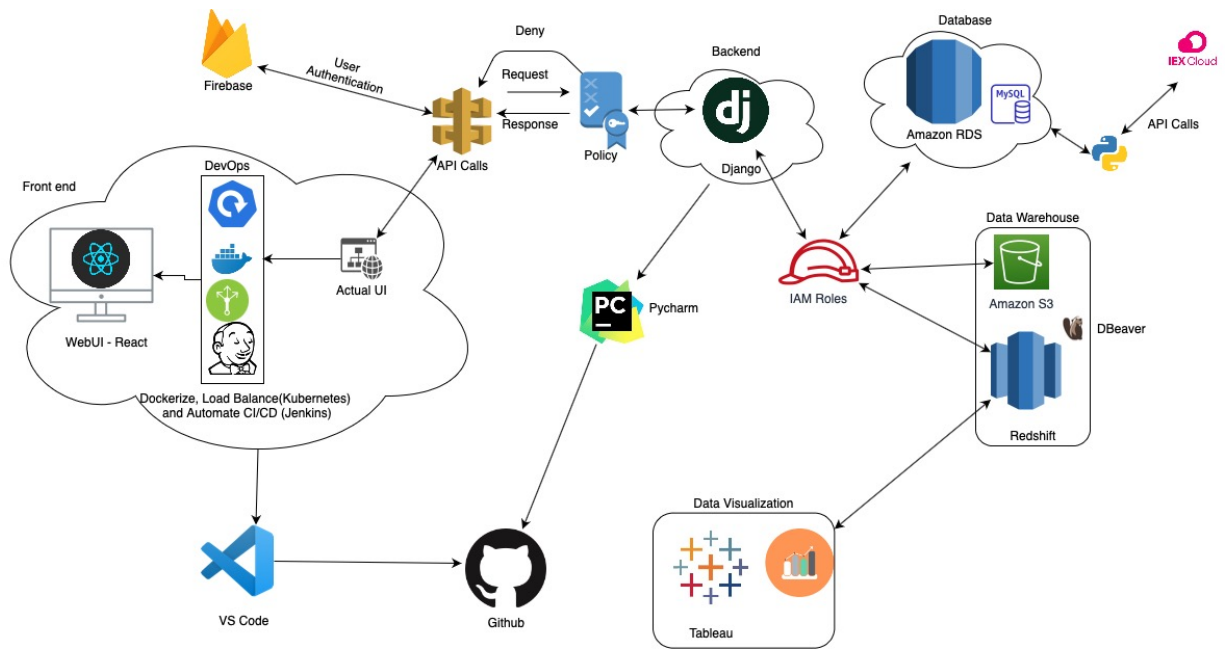 Deny
Database
Request
Backend
IEX Cloud
User
Authentication
Firebase
MySQL
dj
Response
API Calls
Amazon RDS
API Calls
Policy
Django
DevOps
Front end
Data Warehouse
Actual UI
IAM Roles
Amazon S3
PC
Pycharm
DBeaver
WebUI - React
Dockerize, Load Balance(Kubernetes)
and Automate CI/CD (Jenkins)
Redshift
Data Visualization
VS Code
Github
Tableau